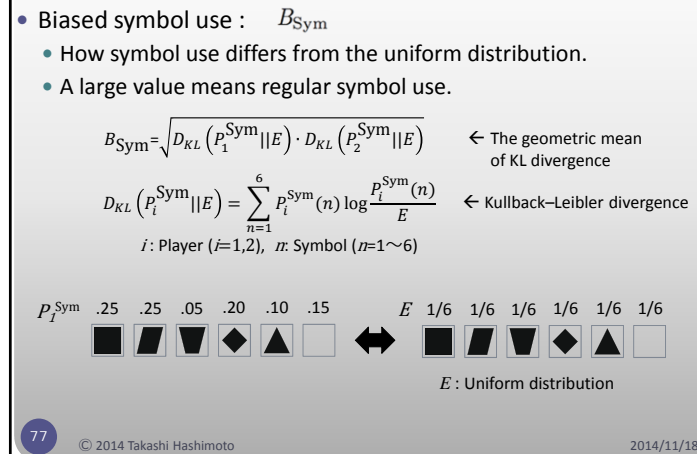 • Biased symbol use : B_Sym
• How symbol use differs from the uniform distribution.
• A large value means regular symbol use.
B_Sym=√(D_KL(P_1^Sym||E) · D_KL(P_2^Sym||E)) ← The geometric mean
of KL divergence
D_KL(P_i^Sym||E) = ∑_{n=1}^{6} P_i^Sym(n) log P_i^Sym(n)/E ← Kullback–Leibler divergence
i: Player (i=1,2), n: Symbol (n=1～6)
P_1^Sym .25 .25 .05 .20 .10 .15 E 1/6 1/6 1/6 1/6 1/6 1/6
E : Uniform distribution
77 © 2014 Takashi Hashimoto 2014/11/18